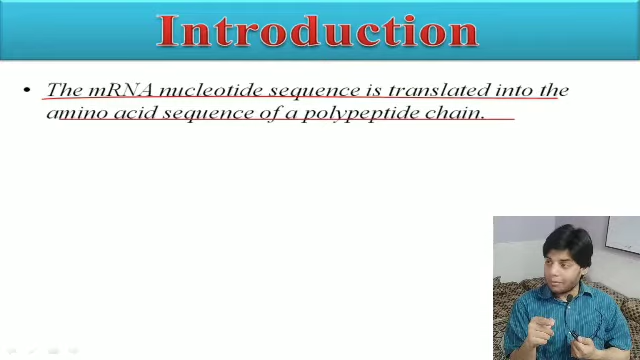 Introduction
• The mRNA nucleotide sequence is translated into the
amino acid sequence of a polypeptide chain.